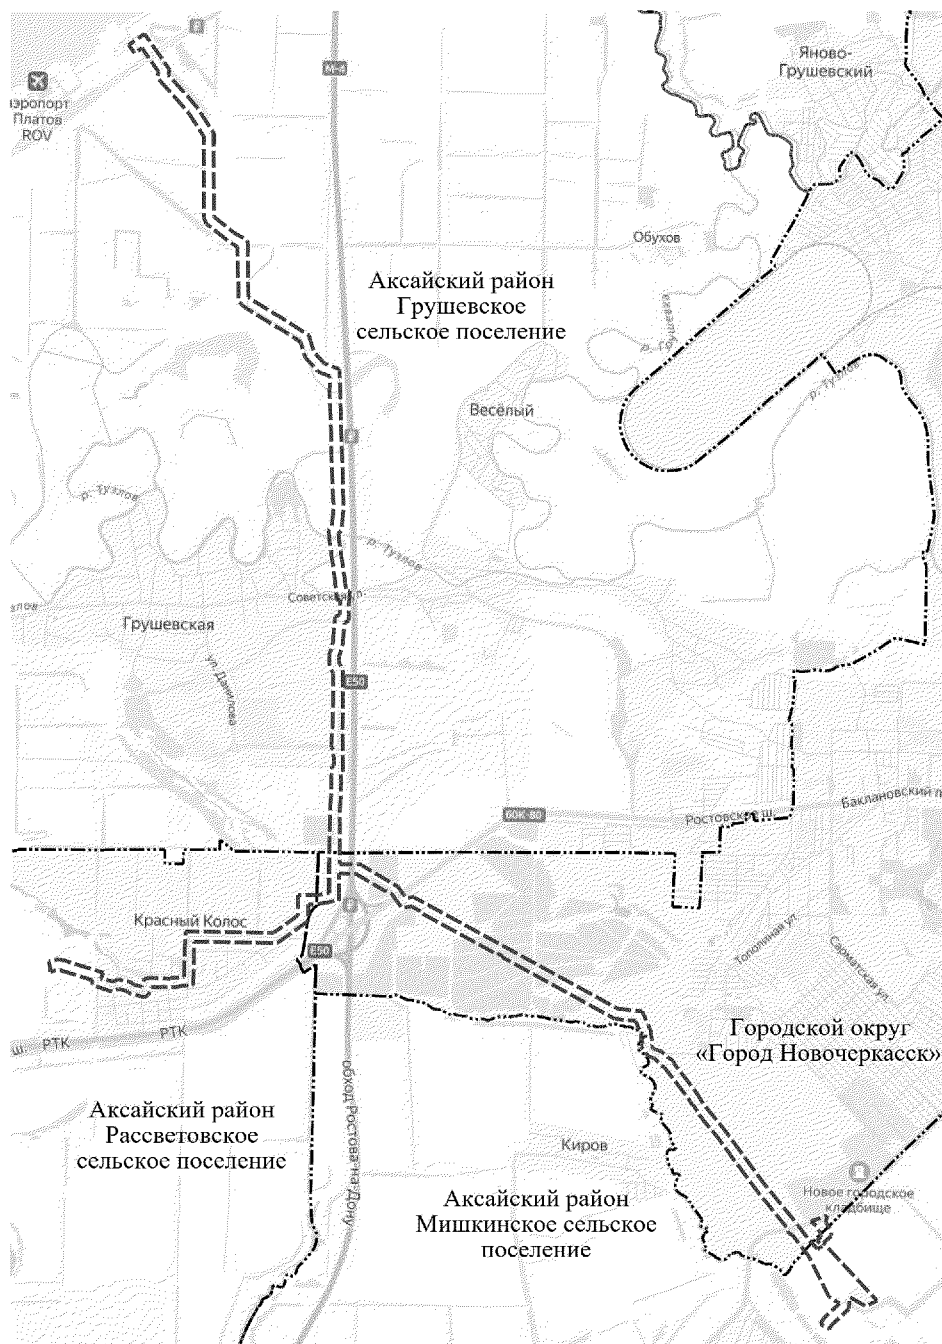 Р
М-4
Яново-
Грушевский
аэропорт
Платов
ROV
Обухов
Аксайский район
Грушевское
сельское поселение
р. Тузлов
Весёлый
р. Тузлов
р. Тузлов
Советская ул.
Грушевская
ул. Данилова
E50
60К-80
Ростовское ш.
Баклановский п
Красный Колос
E50
Тополиная ул.
Сарматская ул.
ш. РТК
РТК
Городской округ
«Город Новочеркасск»
обход Ростова-на-Дону
Аксайский район
Рассветовское
сельское поселение
Киров
Новое городское
кладбище
Аксайский район
Мишкинское сельское
поселение